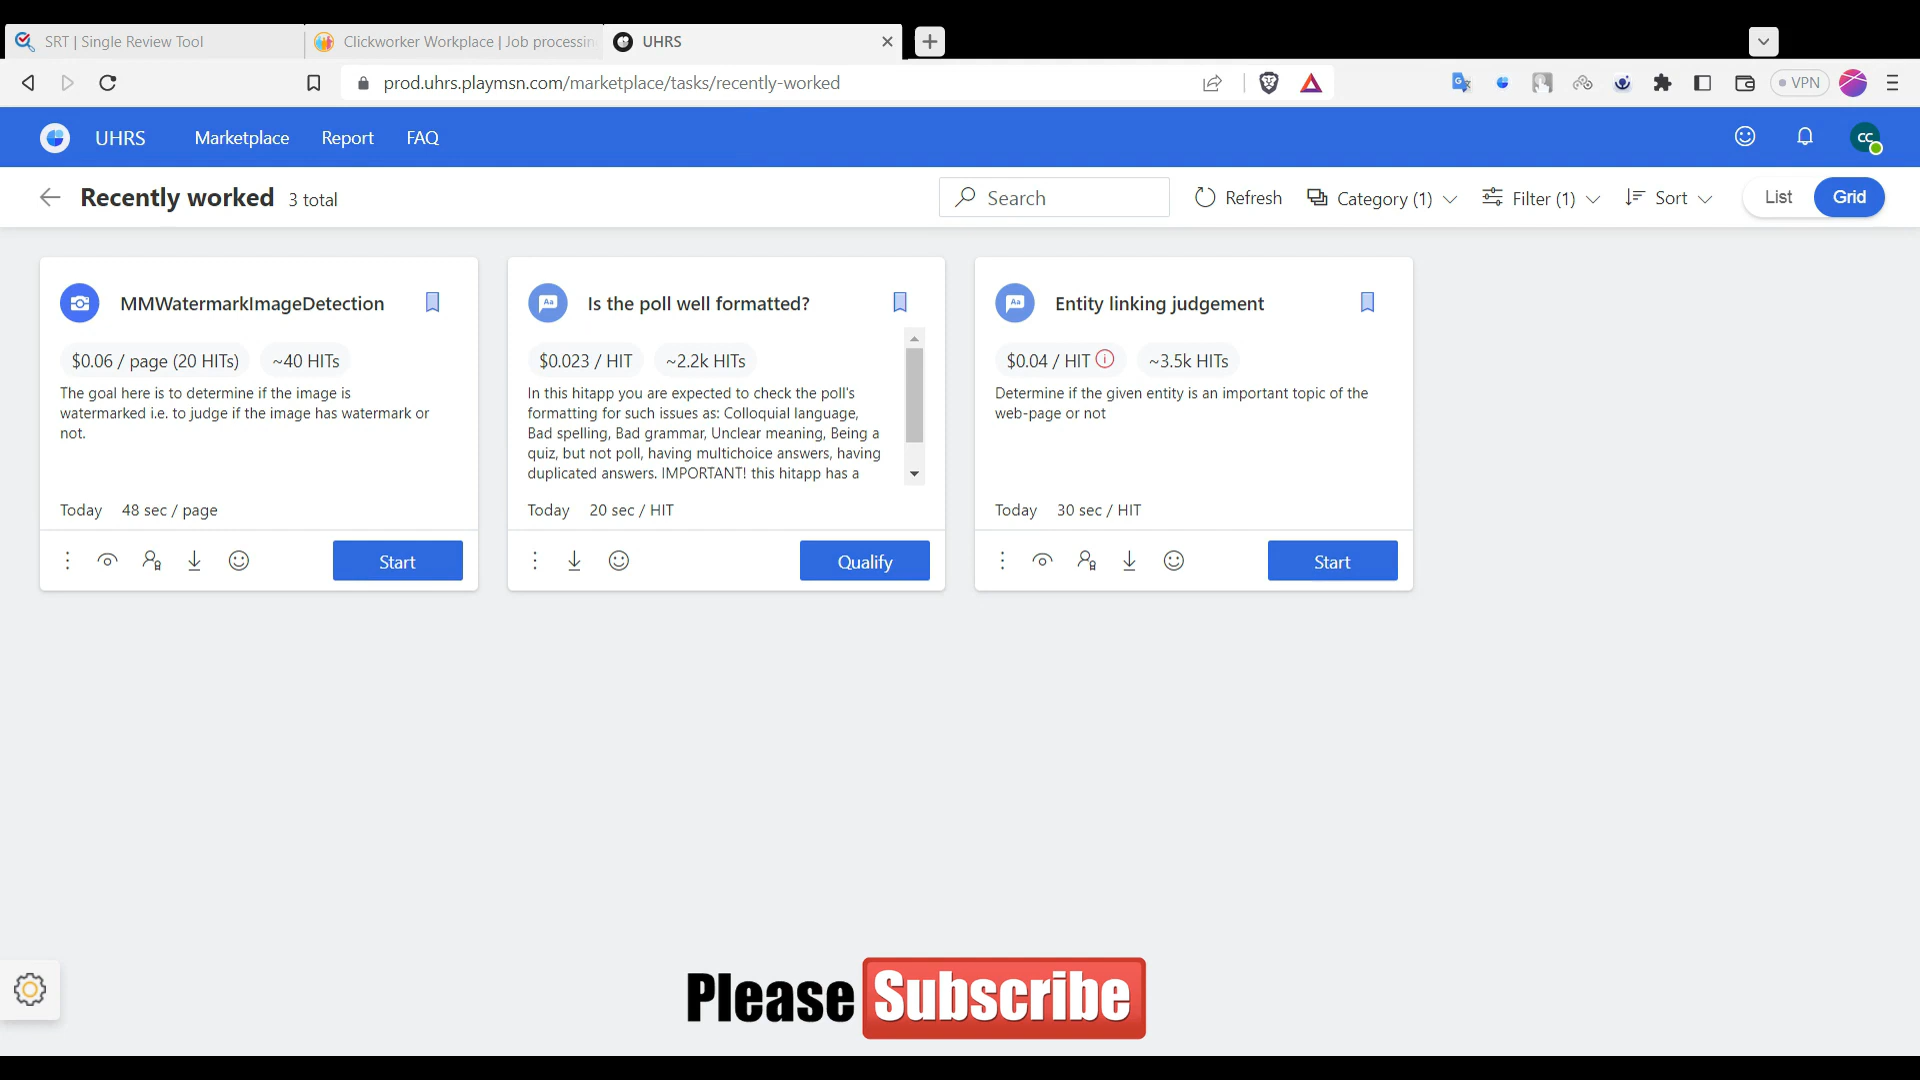 SRT | Single Review Tool
Clickworker Workplace | Job processin
UHRS
prod.uhrs.playmsn.com/marketplace/tasks/recently-worked
VPN
UHRS
Marketplace
Report
FAQ
CC
Recently worked
3 total
Search
Refresh
Category (1)
Filter (1)
Sort
List
Grid
MMWatermarkImageDetection
$0.06 / page (20 HITs)
~40 HITs
The goal here is to determine if the image is
watermarked i.e. to judge if the image has watermark or
not.
Today
48 sec / page
Start
Aa
Is the poll well formatted?
$0.023 / HIT
~2.2k HITs
In this hitapp you are expected to check the poll's
formatting for such issues as: Colloquial language,
Bad spelling, Bad grammar, Unclear meaning, Being a
quiz, but not poll, having multichoice answers, having
duplicated answers. IMPORTANT! this hitapp has a
Today
20 sec / HIT
Qualify
Aa
Entity linking judgement
$0.04 / HIT
~3.5k HITs
Determine if the given entity is an important topic of the
web-page or not
Today
30 sec / HIT
Start
Please Subscribe